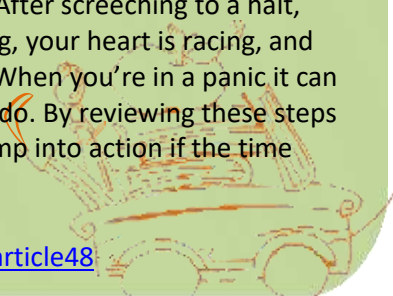 After screeching to a halt,
g, your heart is racing, and
When you're in a panic it can
do. By reviewing these steps
mp into action if the time
article48